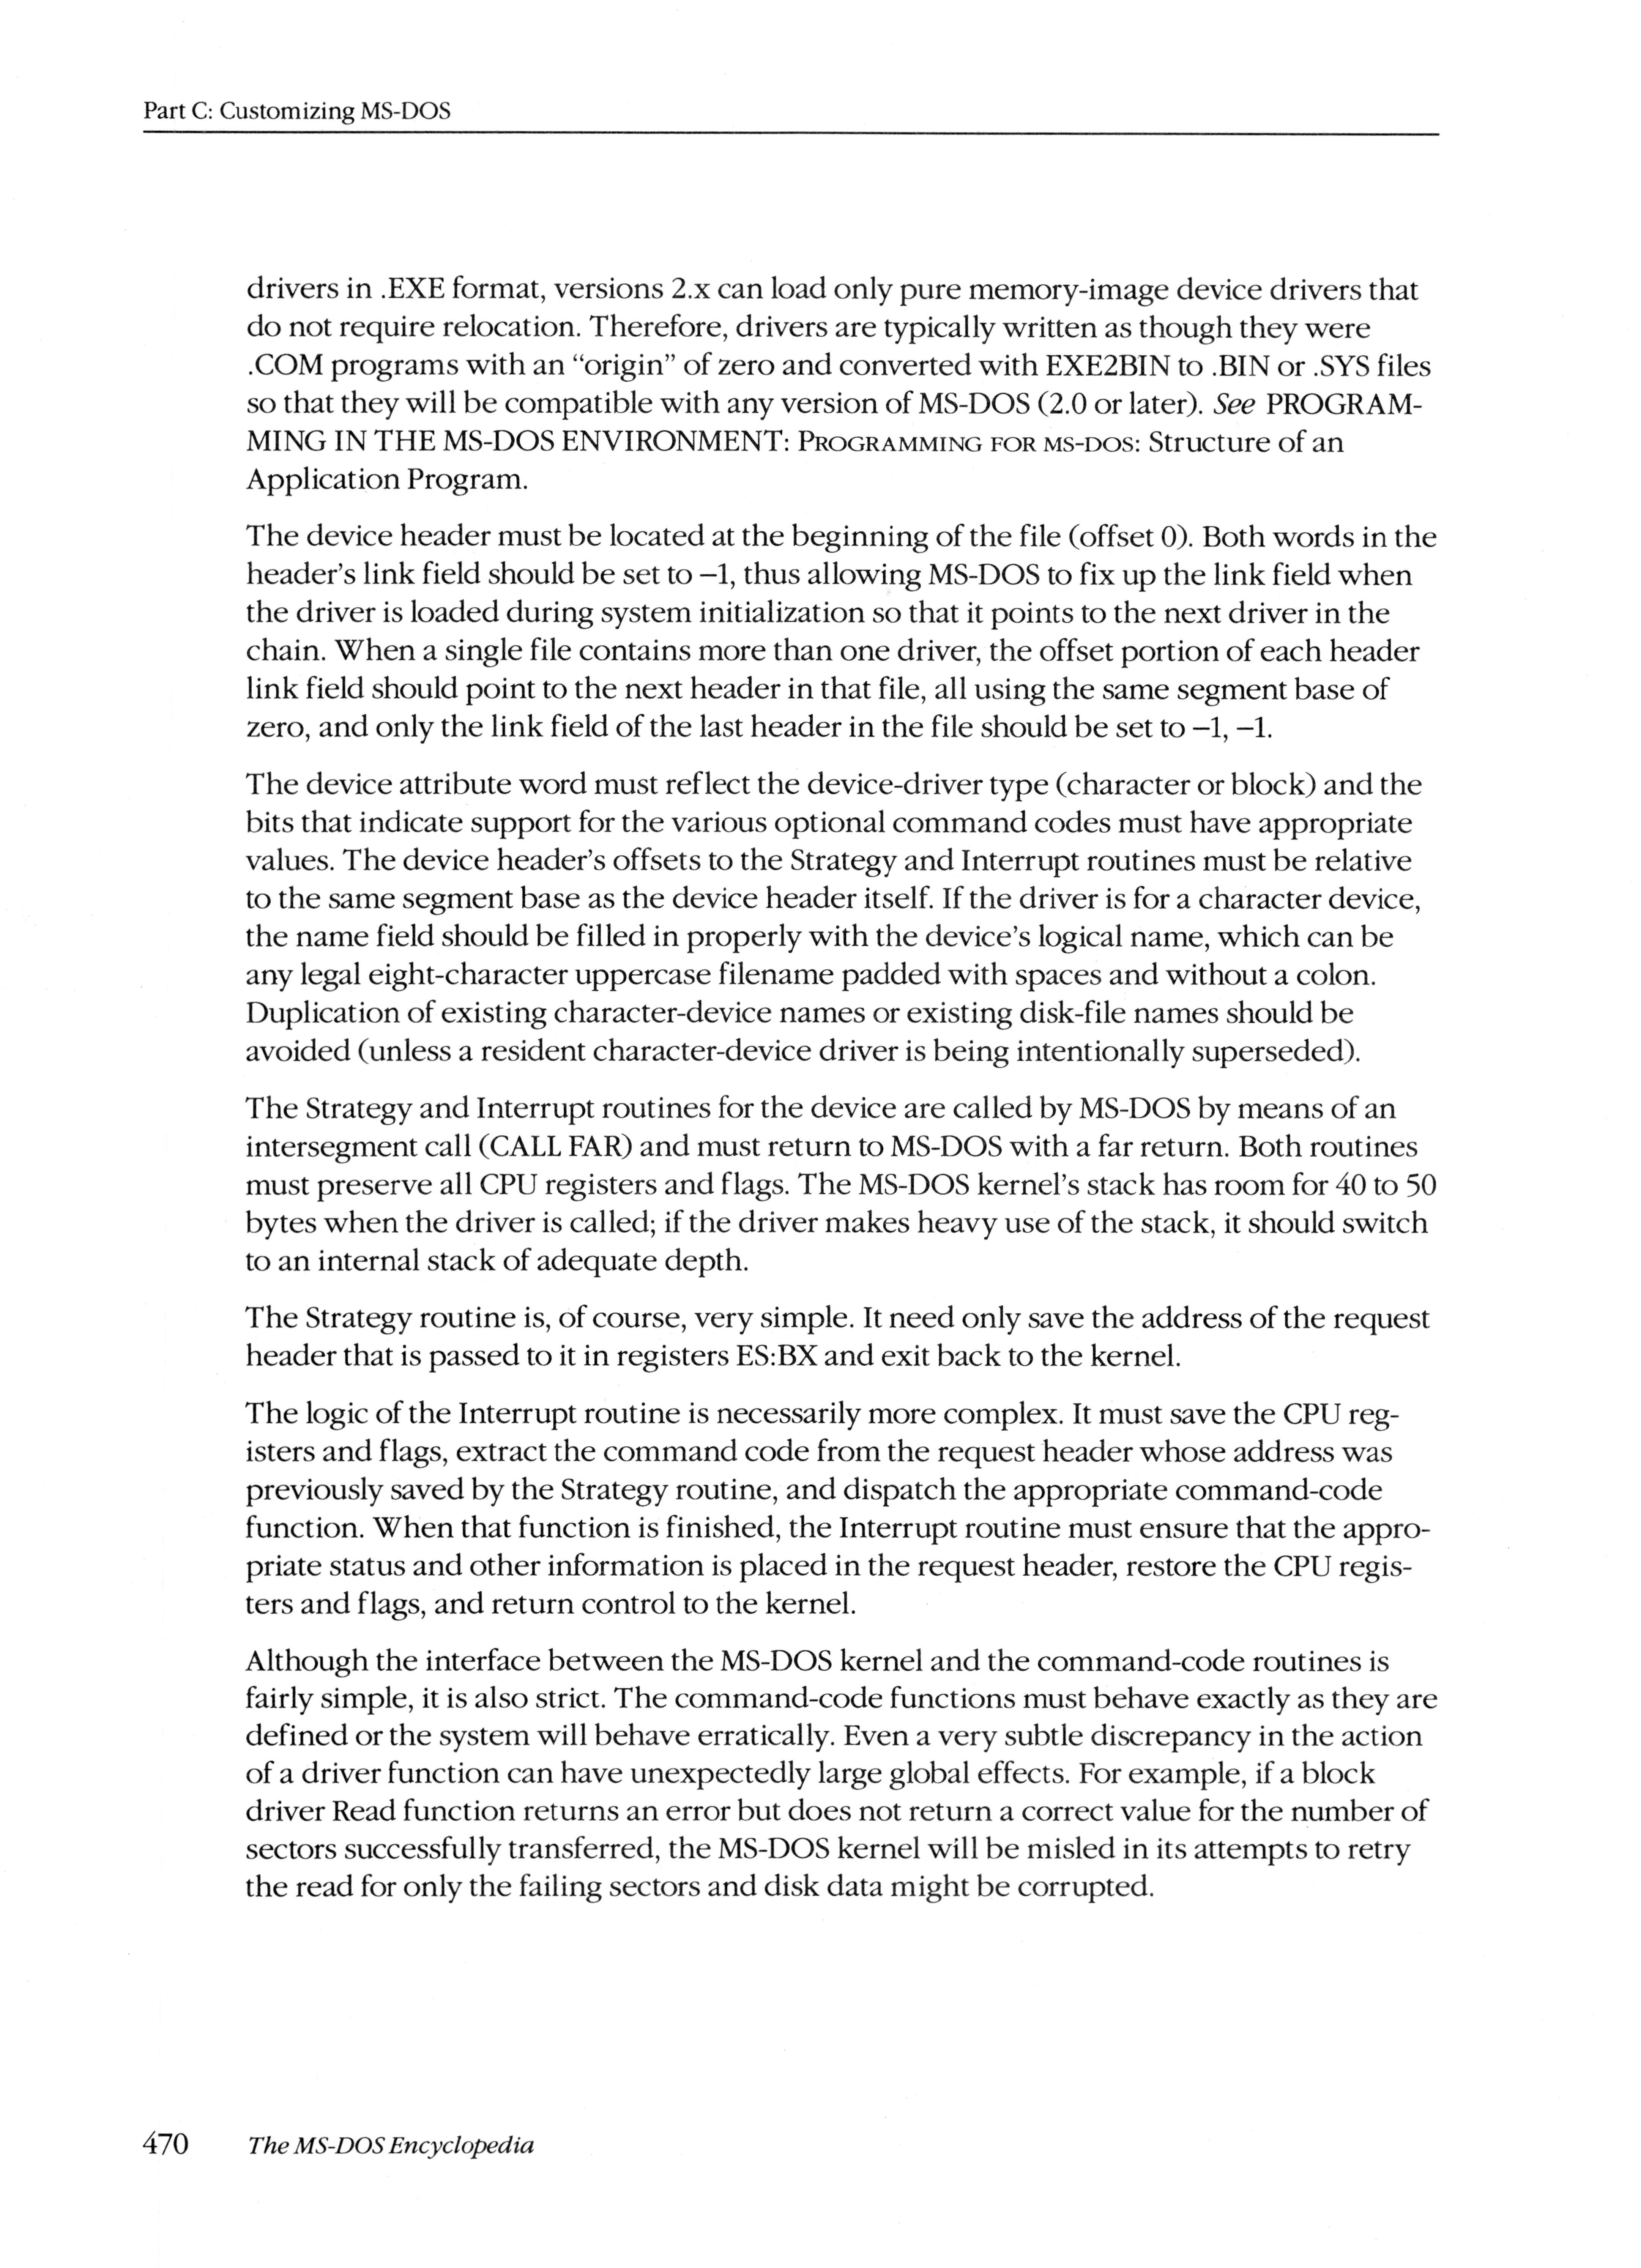 Part C: Customizing MS-DOS
drivers in .EXE format, versions 2.x can load only pure memory-image device drivers that
do not require relocation. Therefore, drivers are typically written as though they were
.COM programs with an “origin” of zero and converted with EXE2BIN to .BIN or .SYS files
so that they will be compatible with any version of MS-DOS (2.0 or later). See PROGRAM-
MING IN THE MS-DOS ENVIRONMENT: PROGRAMMING FOR MS-DOS: Structure of an
Application Program.
The device header must be located at the beginning of the file (offset 0). Both words in the
header’s link field should be set to –1, thus allowing MS-DOS to fix up the link field when
the driver is loaded during system initialization so that it points to the next driver in the
chain. When a single file contains more than one driver, the offset portion of each header
link field should point to the next header in that file, all using the same segment base of
zero, and only the link field of the last header in the file should be set to –1, –1.
The device attribute word must reflect the device-driver type (character or block) and the
bits that indicate support for the various optional command codes must have appropriate
values. The device header’s offsets to the Strategy and Interrupt routines must be relative
to the same segment base as the device header itself. If the driver is for a character device,
the name field should be filled in properly with the device’s logical name, which can be
any legal eight-character uppercase filename padded with spaces and without a colon.
Duplication of existing character-device names or existing disk-file names should be
avoided (unless a resident character-device driver is being intentionally superseded).
The Strategy and Interrupt routines for the device are called by MS-DOS by means of an
intersegment call (CALL FAR) and must return to MS-DOS with a far return. Both routines
must preserve all CPU registers and flags. The MS-DOS kernel’s stack has room for 40 to 50
bytes when the driver is called; if the driver makes heavy use of the stack, it should switch
to an internal stack of adequate depth.
The Strategy routine is, of course, very simple. It need only save the address of the request
header that is passed to it in registers ES:BX and exit back to the kernel.
The logic of the Interrupt routine is necessarily more complex. It must save the CPU reg-
isters and flags, extract the command code from the request header whose address was
previously saved by the Strategy routine, and dispatch the appropriate command-code
function. When that function is finished, the Interrupt routine must ensure that the appro-
priate status and other information is placed in the request header, restore the CPU regis-
ters and flags, and return control to the kernel.
Although the interface between the MS-DOS kernel and the command-code routines is
fairly simple, it is also strict. The command-code functions must behave exactly as they are
defined or the system will behave erratically. Even a very subtle discrepancy in the action
of a driver function can have unexpectedly large global effects. For example, if a block
driver Read function returns an error but does not return a correct value for the number of
sectors successfully transferred, the MS-DOS kernel will be misled in its attempts to retry
the read for only the failing sectors and disk data might be corrupted.
470 The MS-DOS Encyclopedia